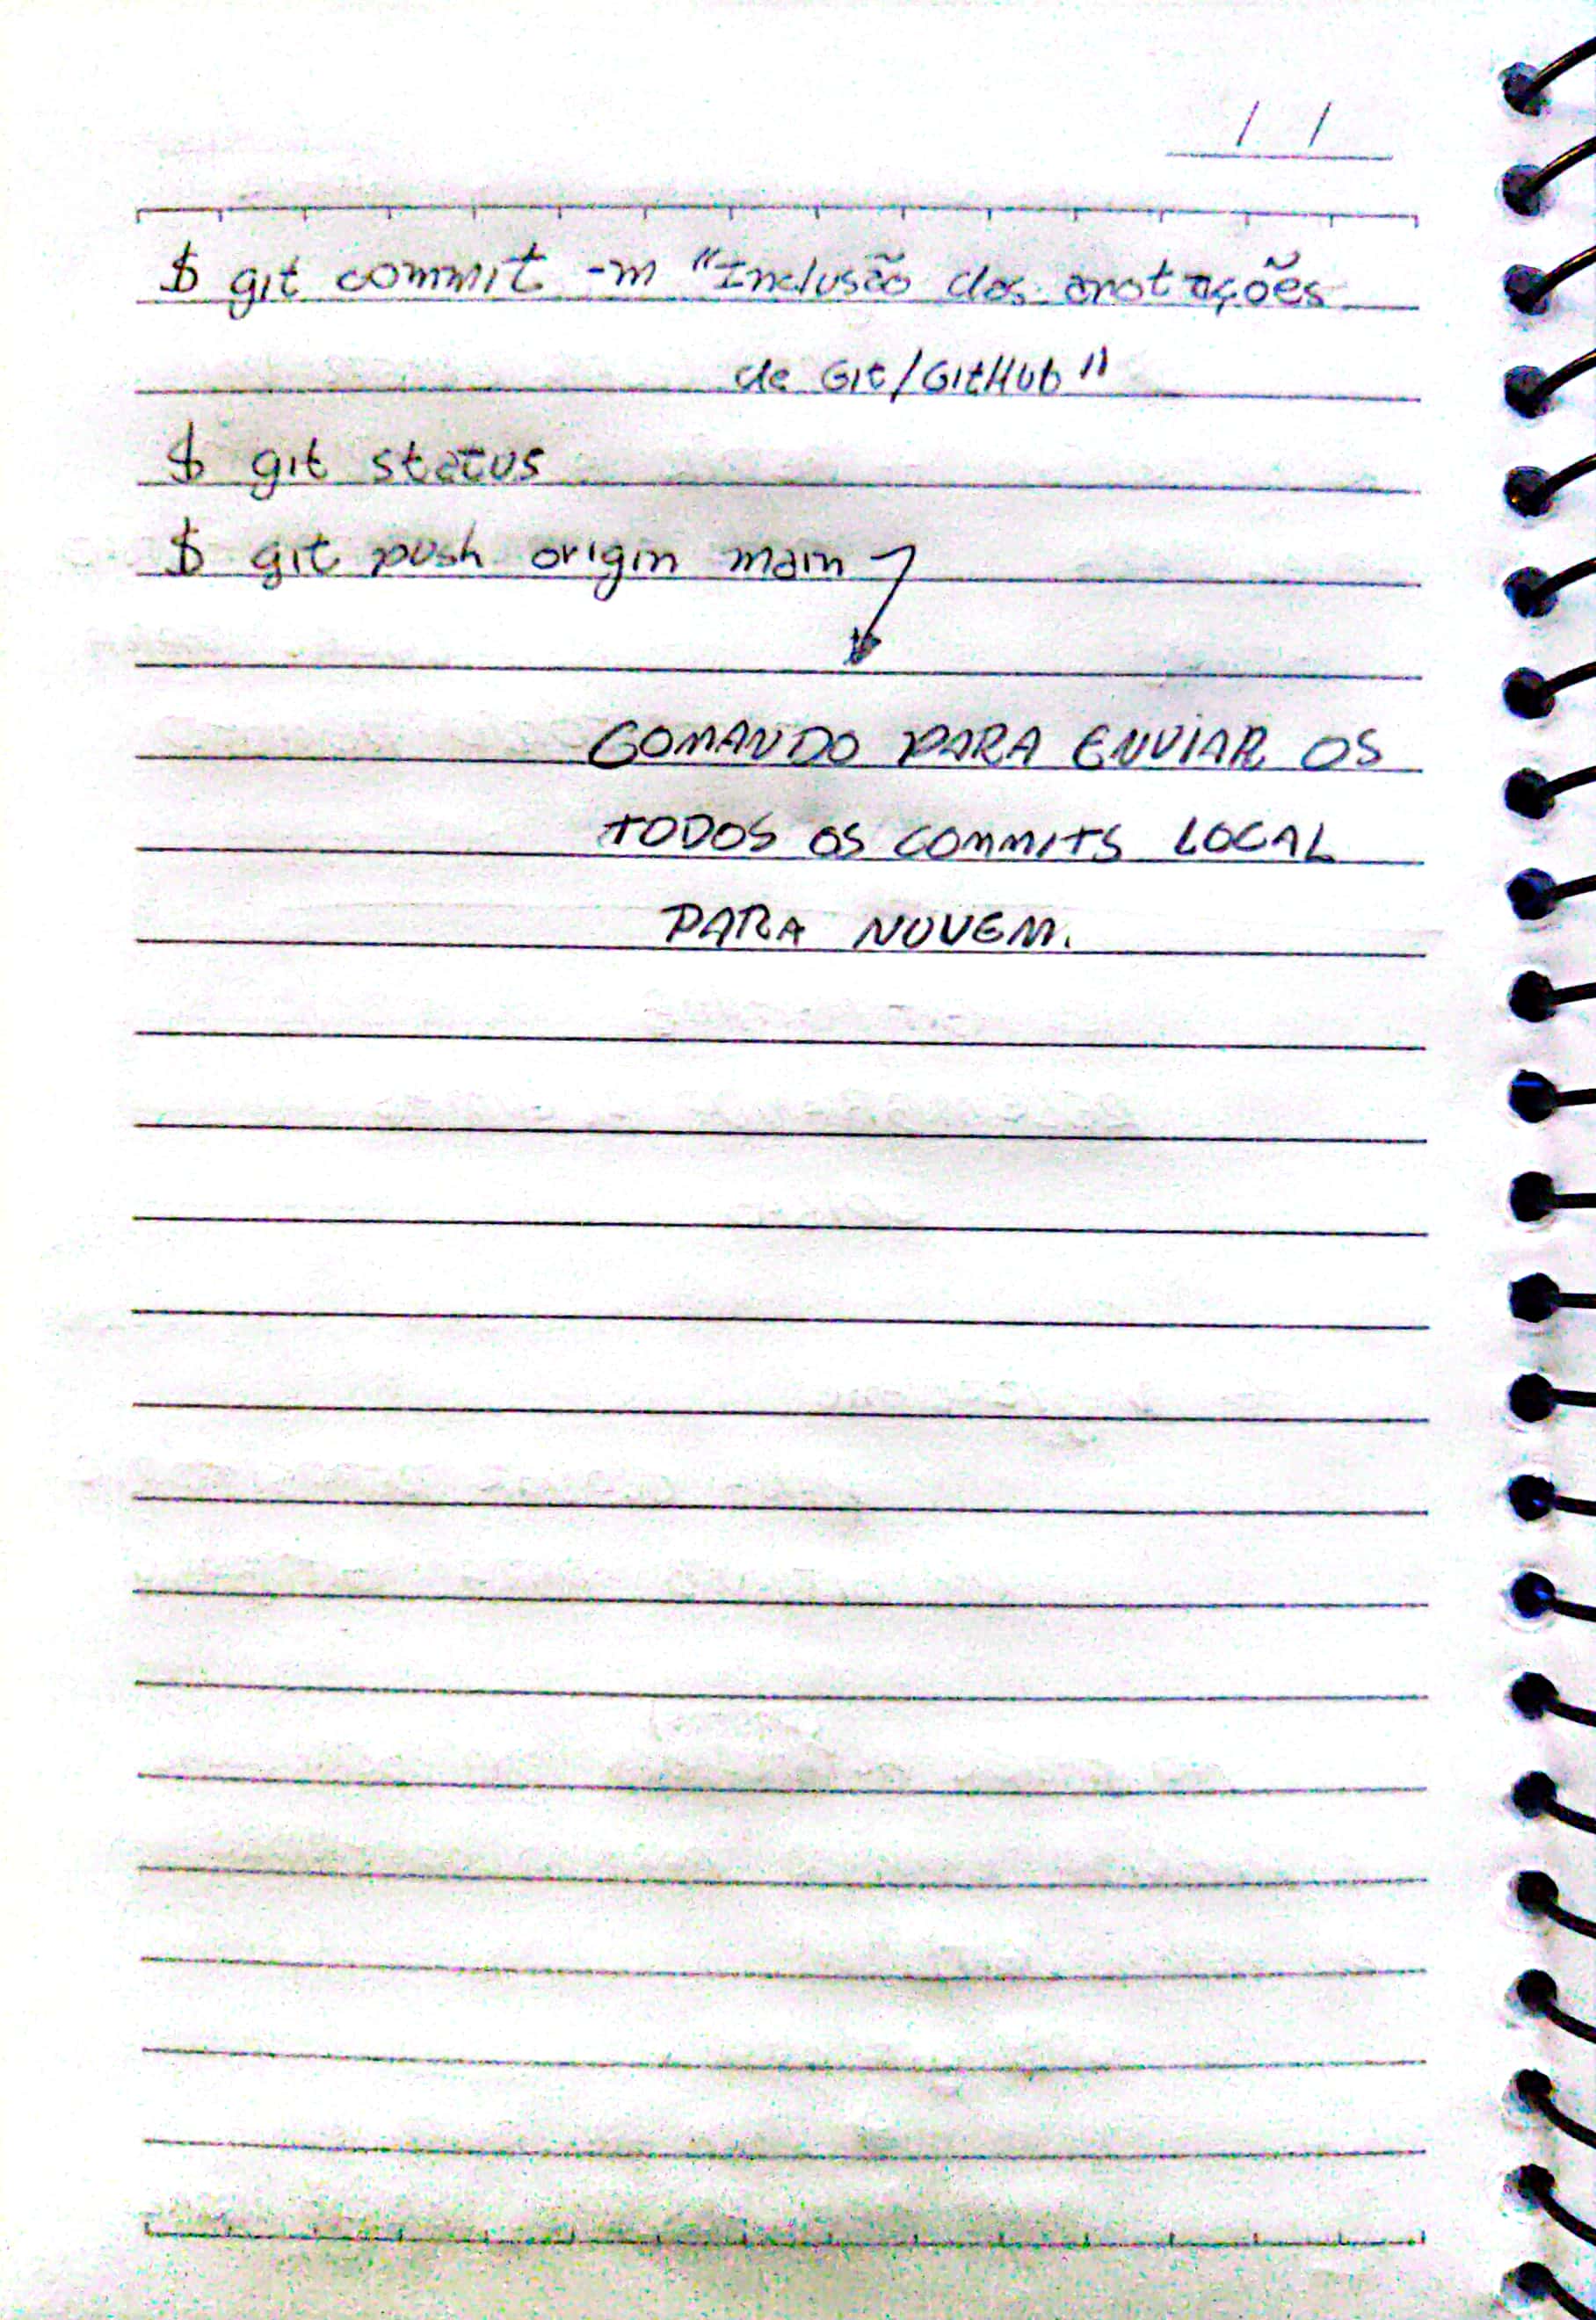 / /
$ git commit -m "Inclusão das anotações
de Git/GitHub"
$ git status
$ git push origin main
COMANDO PARA ENVIAR OS
TODOS OS COMMITS LOCAL
PARA NUVEM.